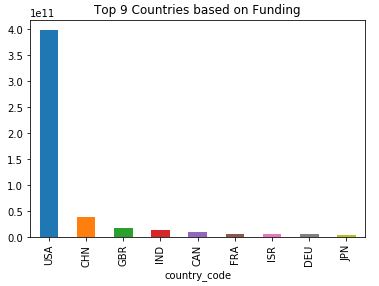 Top 9 Countries based on Funding
1e11
4.0
3.5
3.0
2.5
2.0
1.5
1.0
0.5
0.0
USA CHN GBR IND CAN FRA ISR DEU JPN
country_code